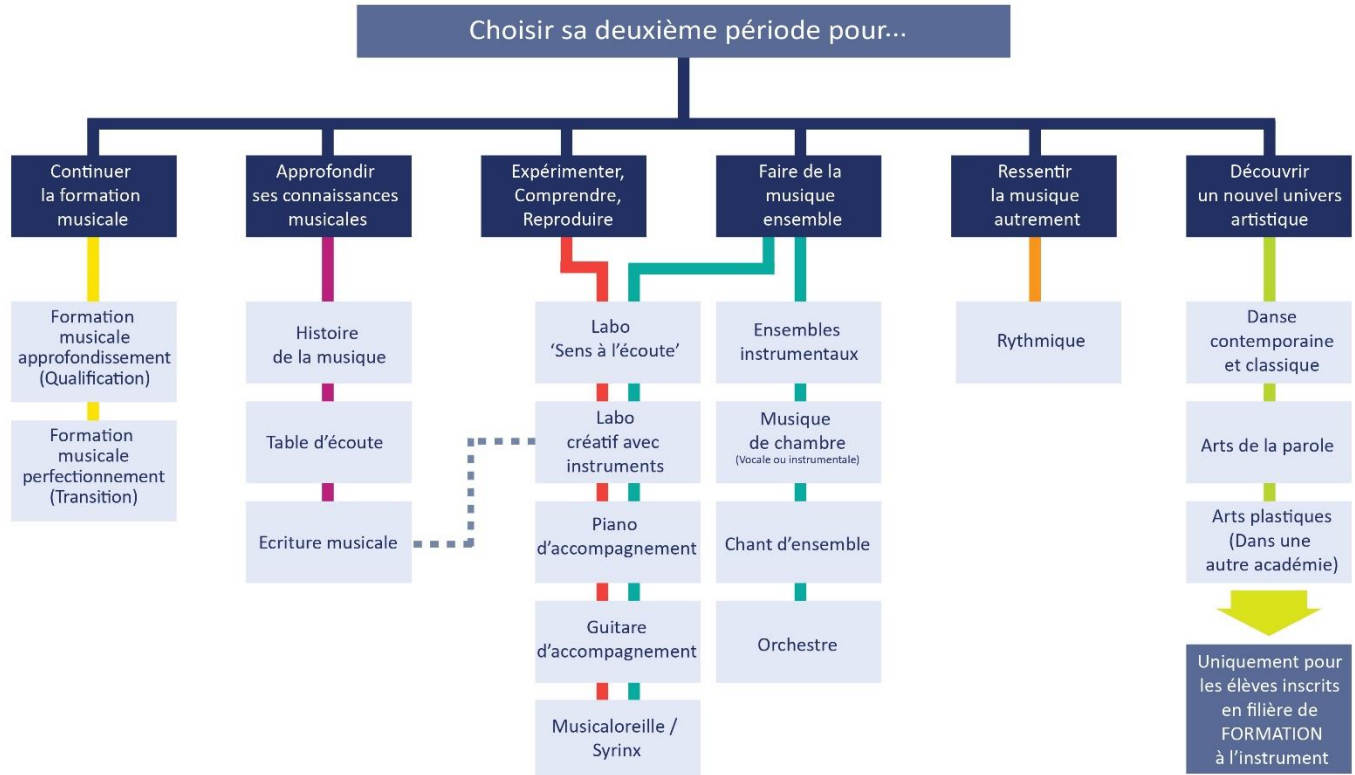 Choisir sa deuxième période pour...
Continuer
la formation
musicale
Approfondir
ses connaissances
musicales
Expérimenter,
Comprendre,
Reproduire
Faire de la
musique
ensemble
Ressentir
la musique
autrement
Découvrir
un nouvel univers
artistique
Formation
musicale
approfondissement
(Qualification)
Formation
musicale
perfectionnement
(Transition)
Histoire
de la musique
Table d'écoute
Ecriture musicale
Labo
‘Sens à l’écoute’
Labo
créatif avec
instruments
Piano
d’accompagnement
Guitare
d’accompagnement
Musicaloreille /
Syrinx
Ensembles
instrumentaux
Musique
de chambre
(Vocale ou instrumentale)
Chant d'ensemble
Orchestre
Rythmique
Danse
contemporaine
et classique
Arts de la parole
Arts plastiques
(Dans une
autre académie)
Uniquement pour
les élèves inscrits
en filière de
FORMATION
à l’instrument